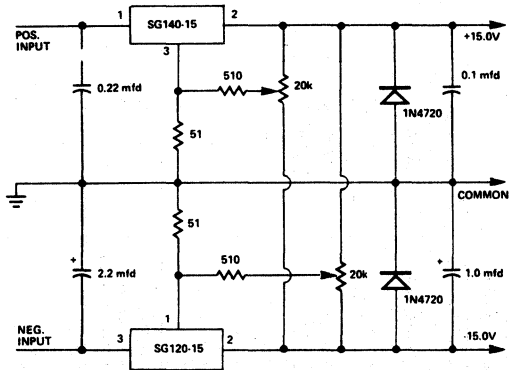 1
SG140-15
2
POS.
INPUT
3
+15.0V
510
20k
0.22 mfd
0.1 mfd
1N4720
51
COMMON
51
+
2.2 mfd
510
20k
+
1.0 mfd
1N4720
1
NEG.
INPUT
3
SG120-15
2
-15.0V